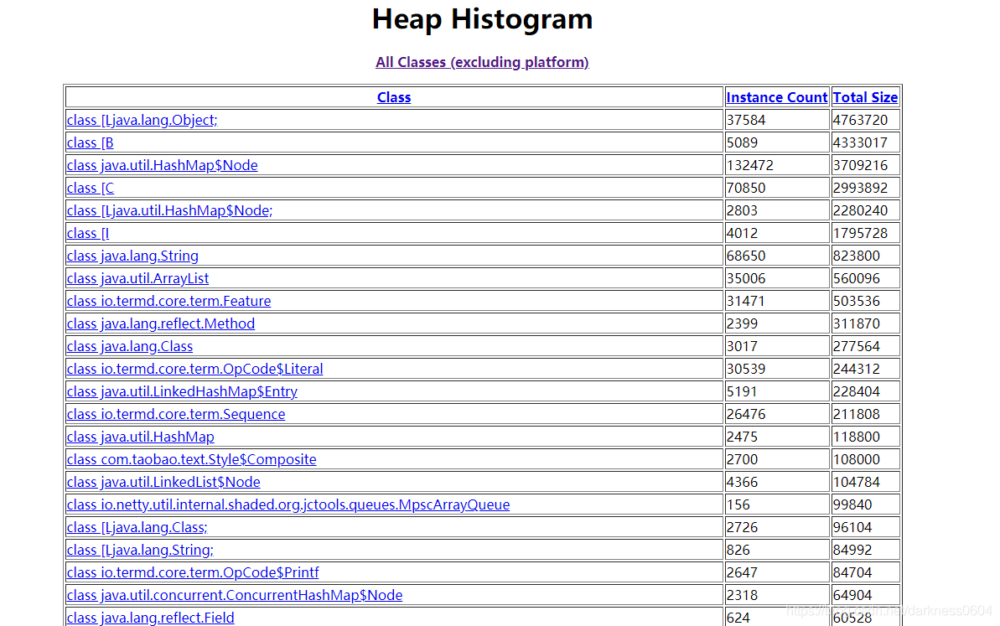 Heap Histogram
All Classes (excluding platform)
Class Instance Count Total Size
class [Ljava.lang.Object; 37584 4763720
class [B 5089 4333017
class java.util.HashMap$Node 132472 3709216
class [C 70850 2993892
class [Ljava.util.HashMap$Node; 2803 2280240
class [I 4012 1795728
class java.lang.String 68650 823800
class java.util.ArrayList 35006 560096
class io.termd.core.term.Feature 31471 503536
class java.lang.reflect.Method 2399 311870
class java.lang.Class 3017 277564
class io.termd.core.term.OpCode$Literal 30539 244312
class java.util.LinkedHashMap$Entry 5191 228404
class io.termd.core.term.Sequence 26476 211808
class java.util.HashMap 2475 118800
class com.taobao.text.Style$Composite 2700 108000
class java.util.LinkedList$Node 4366 104784
class io.netty.util.internal.shaded.org.jctools.queues.MpscArrayQueue 156 99840
class [Ljava.lang.Class; 2726 96104
class [Ljava.lang.String; 826 84992
class io.termd.core.term.OpCode$Printf 2647 84704
class java.util.concurrent.ConcurrentHashMap$Node 2318 64904
class java.lang.reflect.Field 624 60528
https://blog.csdn.net/darkness0604